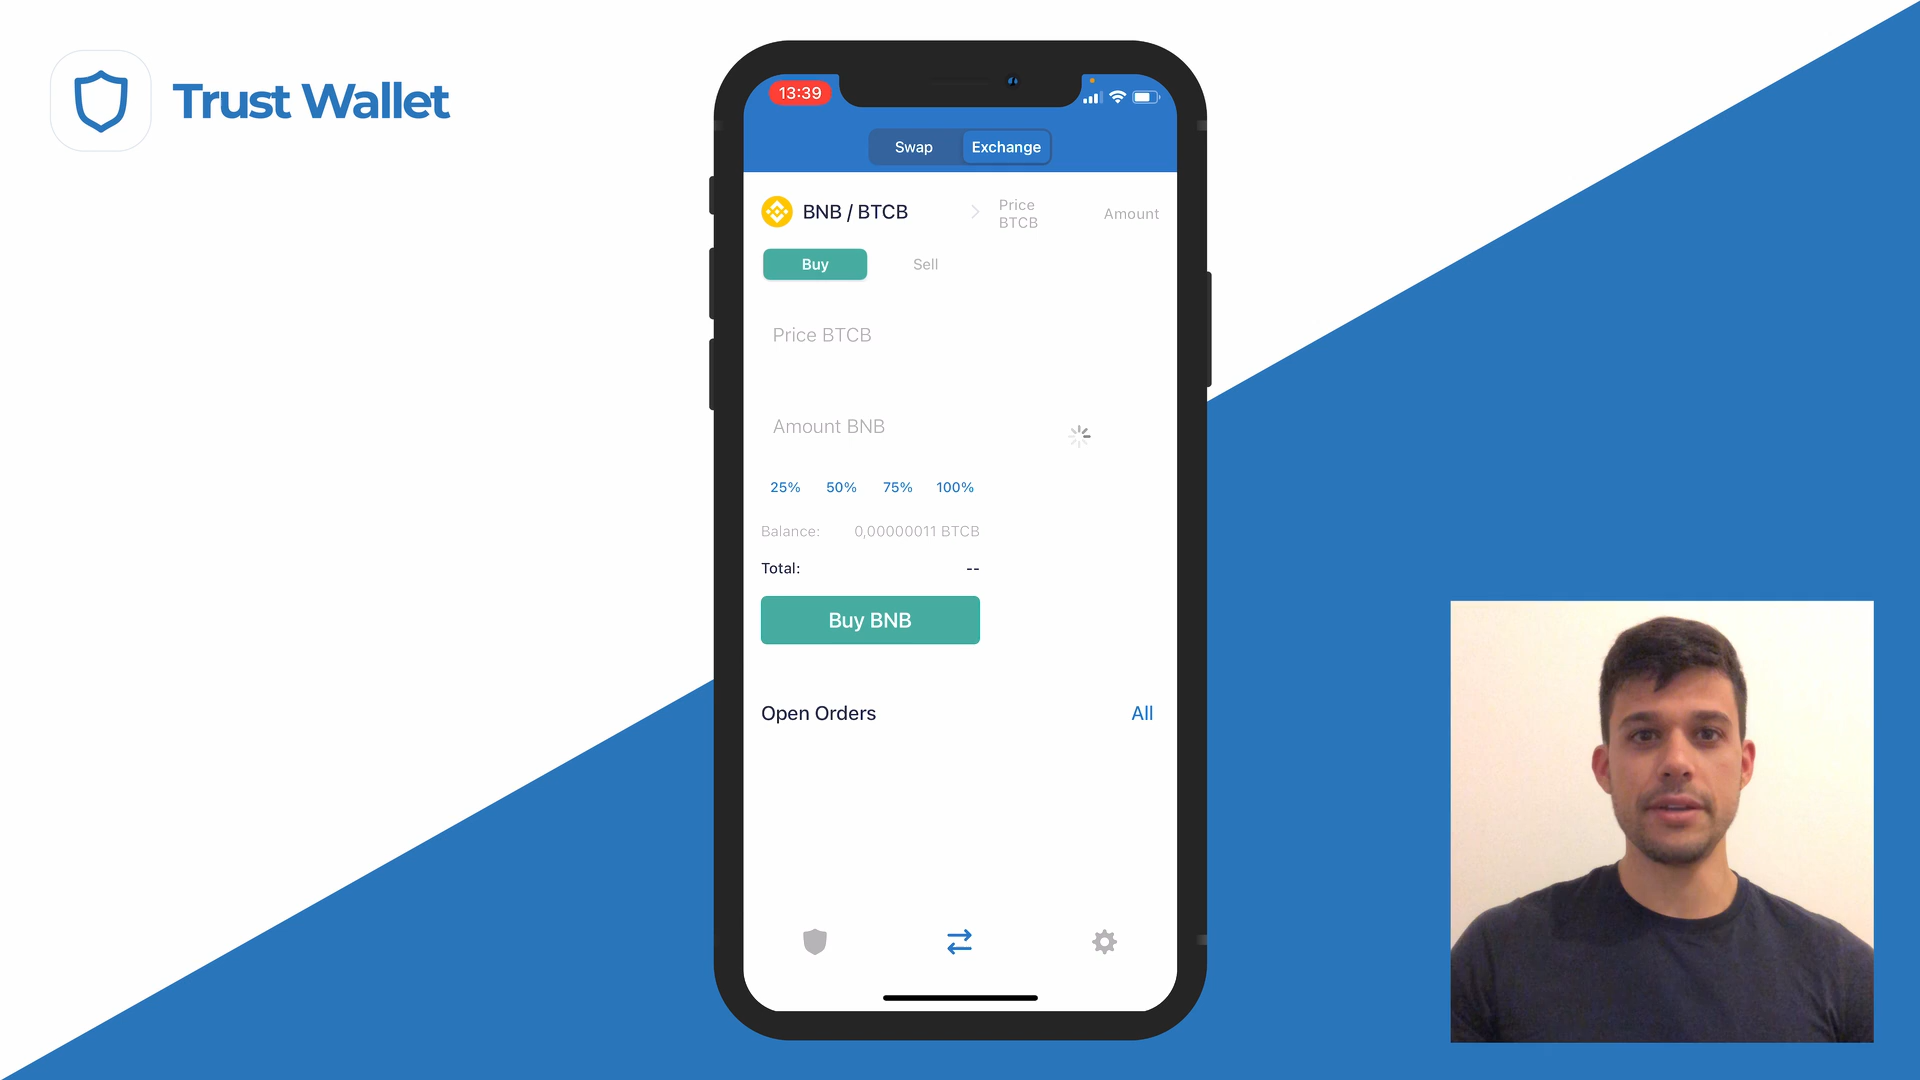 Trust Wallet
13:39
Swap
Exchange
BNB / BTCB
Price
BTCB
Amount
Buy
Sell
Price BTCB
Amount BNB
25% 50% 75% 100%
Balance: 0,00000011 BTCB
Total: --
Buy BNB
Open Orders
All